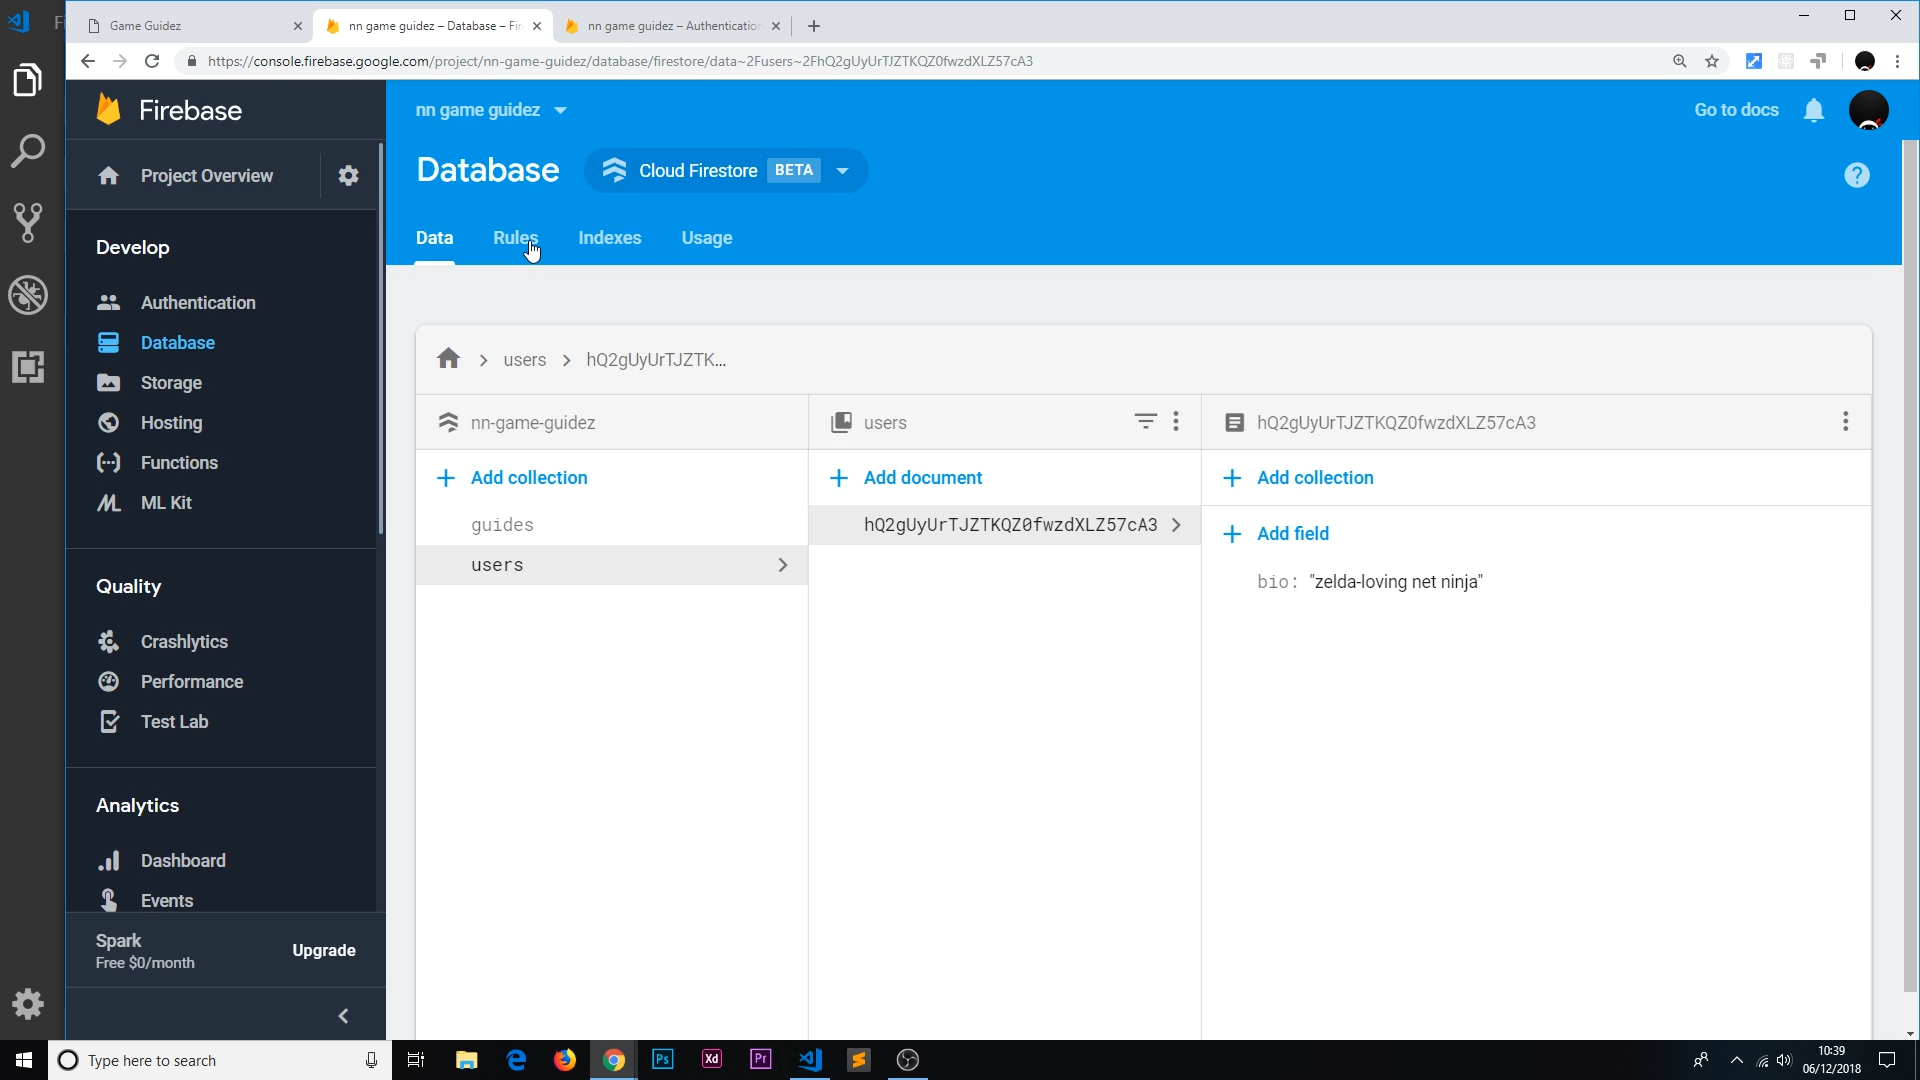 Fi
Game Guidez
nn game guidez – Database – Fir
nn game guidez – Authentication
https://console.firebase.google.com/project/nn-game-guidez/database/firestore/data~2Fusers~2FhQ2gUyUrTJZTKQZ0fwzdXLZ57cA3
Firebase
nn game guidez
Go to docs
Project Overview
Database
Cloud Firestore BETA
?
Data
Rules
Indexes
Usage
Develop
Authentication
Database
Storage
Hosting
Functions
ML Kit
Quality
Crashlytics
Performance
Test Lab
Analytics
Dashboard
Events
Spark
Free $0/month
Upgrade
users
hQ2gUyUrTJZTK...
nn-game-guidez
users
hQ2gUyUrTJZTKQZ0fwzdXLZ57cA3
Add collection
Add document
Add collection
guides
users
hQ2gUyUrTJZTKQZ0fwzdXLZ57cA3
Add field
bio: "zelda-loving net ninja"
Type here to search
Ps
Xd
Pr
10:39
06/12/2018